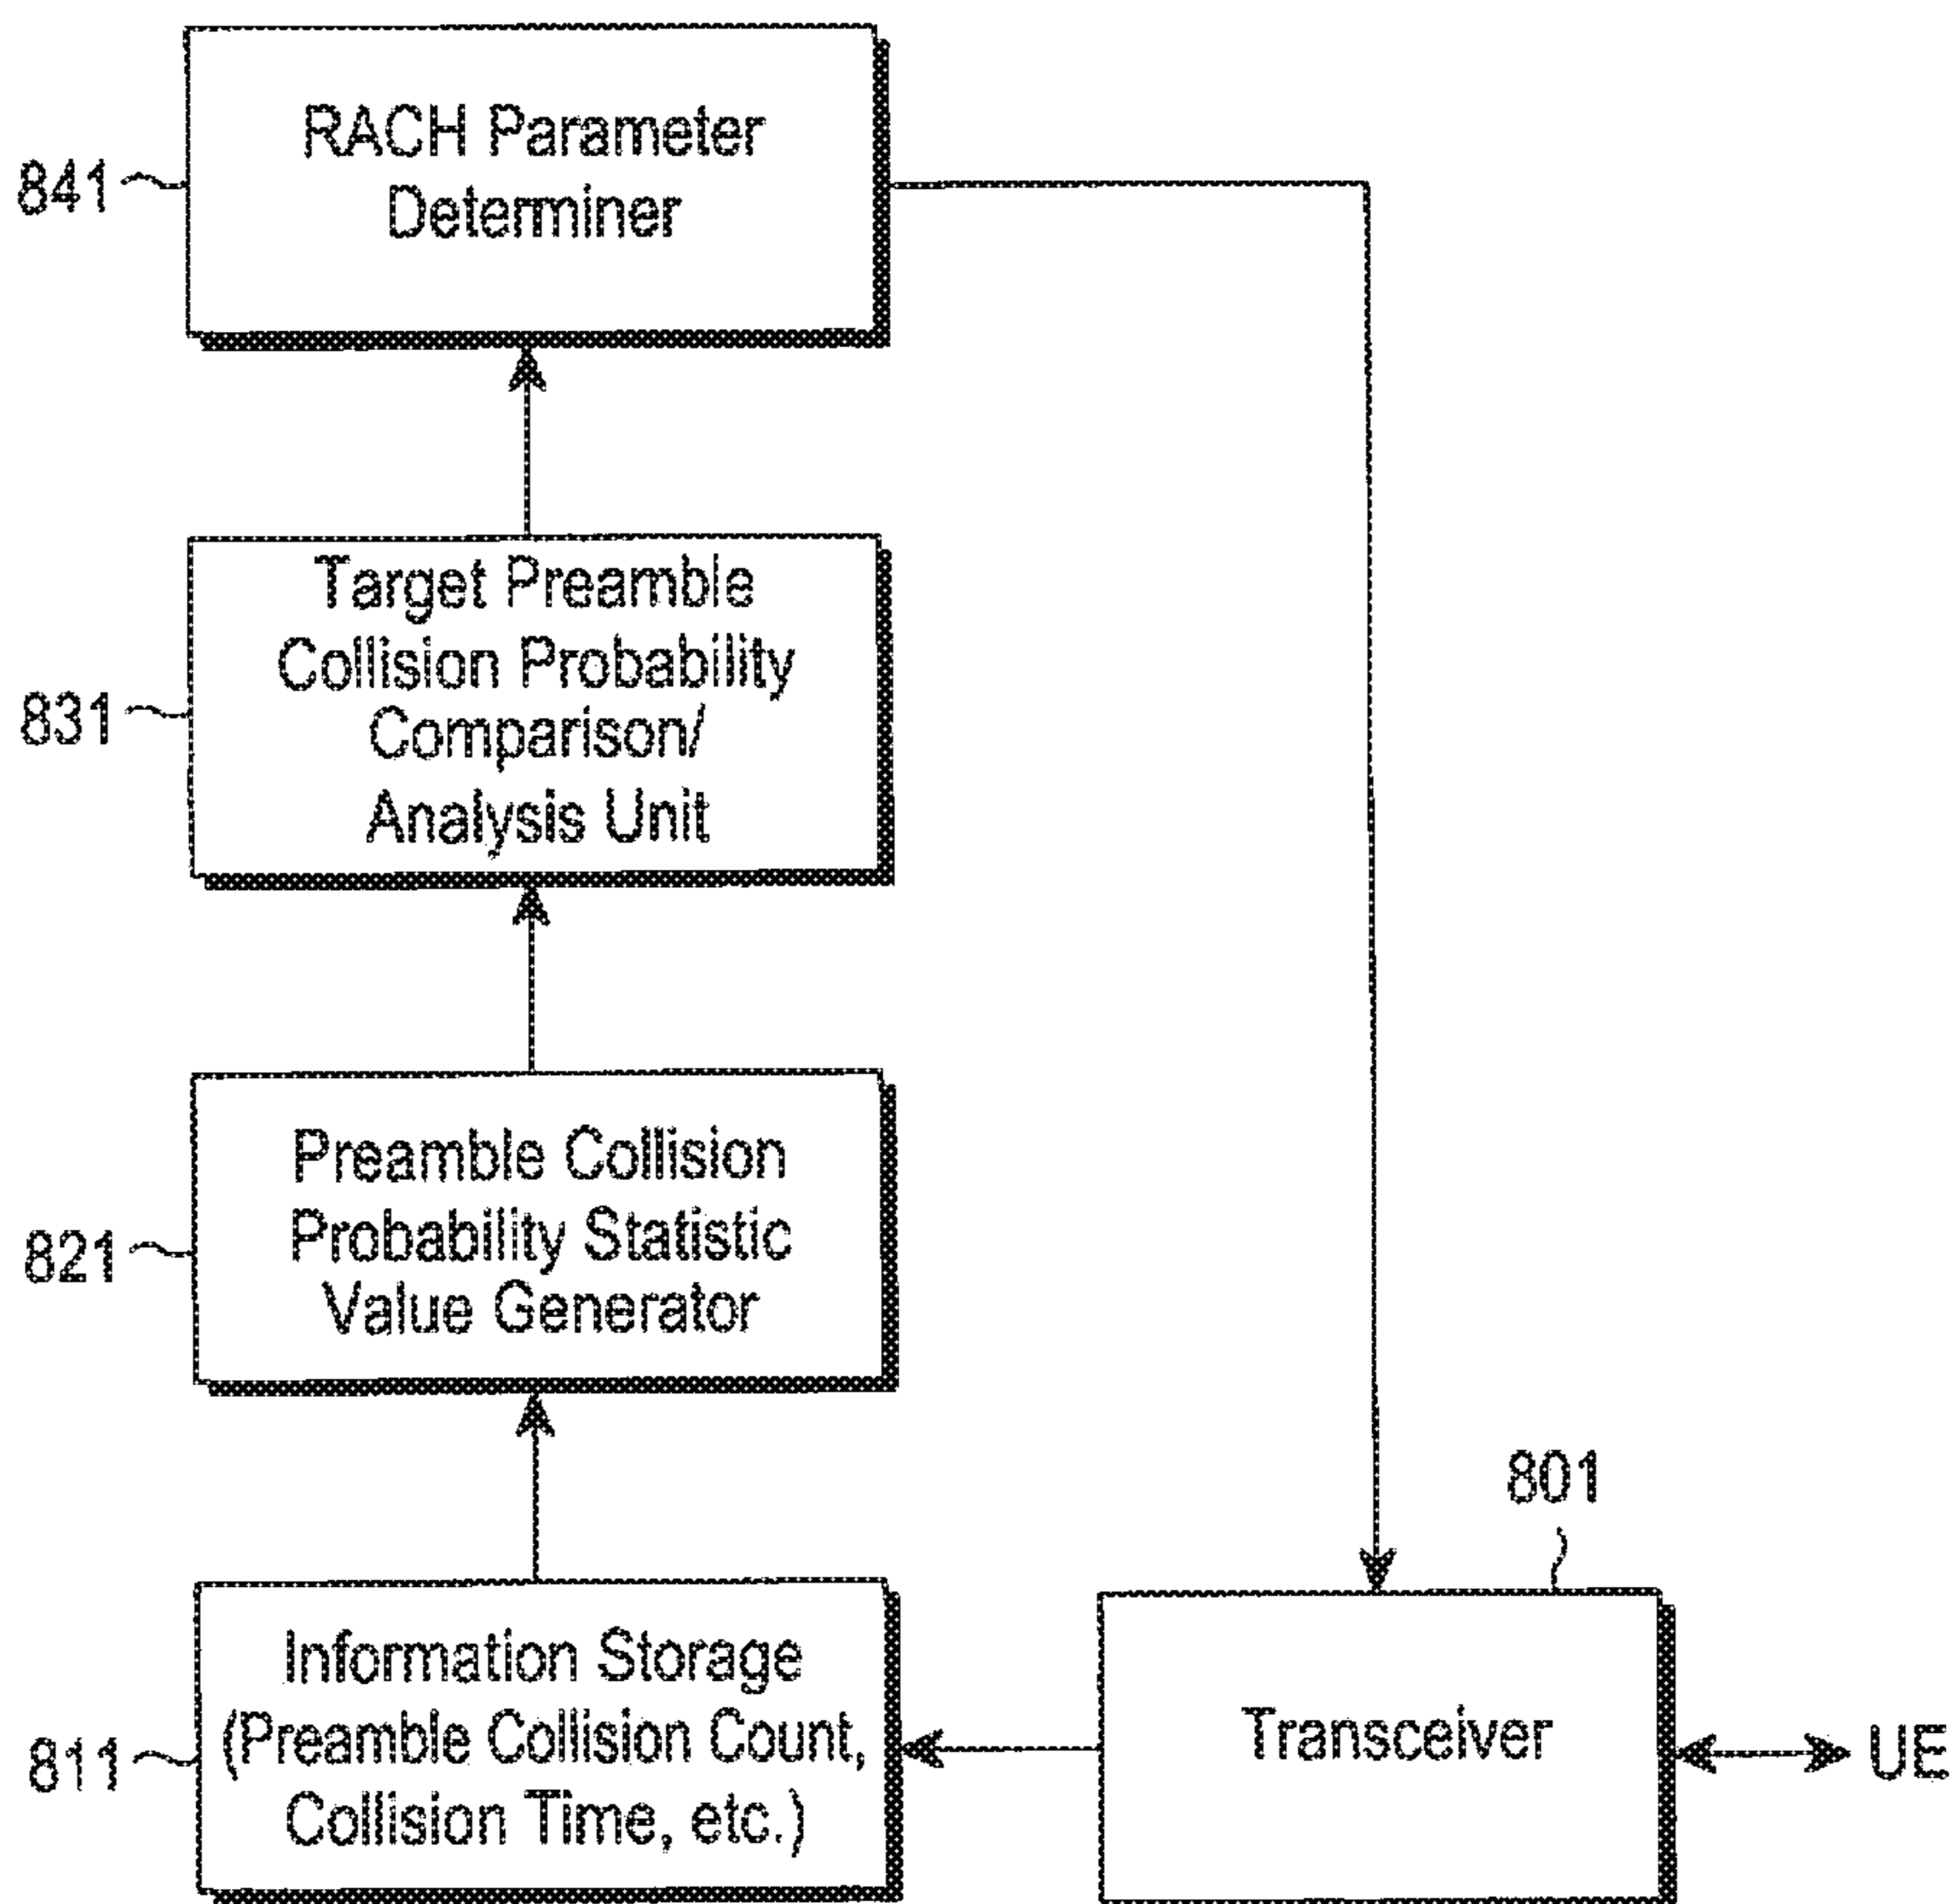 RACH Parameter
Determiner
841
Target Preamble
Collision Probability
Comparison/
Analysis Unit
831
Preamble Collision
Probability Statistic
Value Generator
821
801
Information Storage
(Preamble Collision Count,
Collision Time, etc.)
811
Transceiver
UE